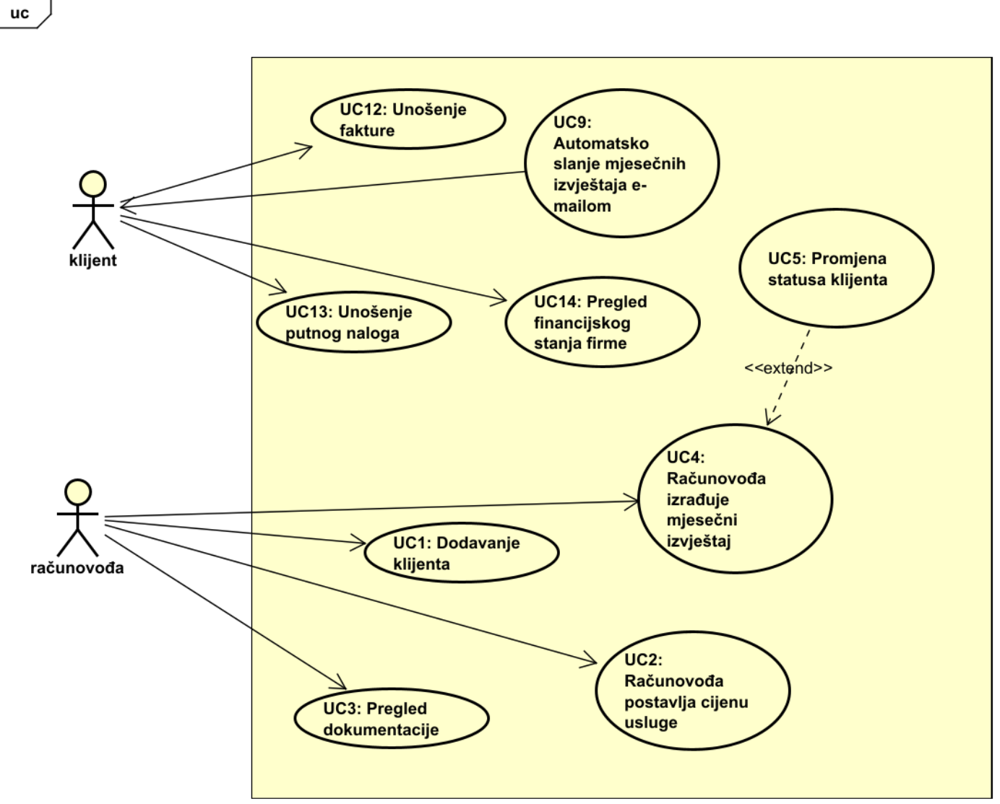 uc
UC12: Unošenje
fakture
UC9:
Automatsko
slanje mjesečnih
izvještaja e-
mailom
klijent
UC5: Promjena
statusa klijenta
UC13: Unošenje
putnog naloga
UC14: Pregled
financijskog
stanja firme
<<extend>>
UC4:
Računovođa
izrađuje
mjesečni
izvještaj
računovođa
UC1: Dodavanje
klijenta
UC2:
Računovođa
postavlja cijenu
usluge
UC3: Pregled
dokumentacije